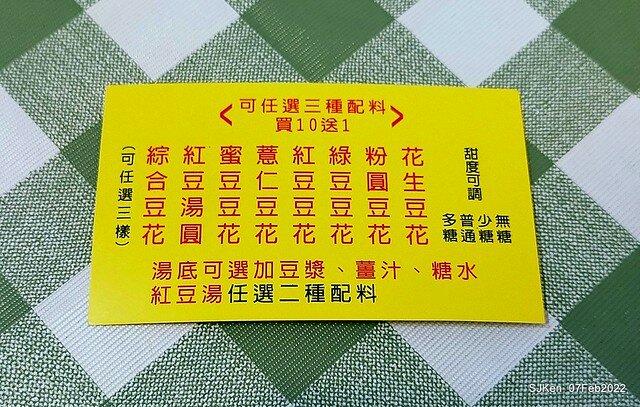 <可任選三種配料>
買10送1
甜度可調
無糖
少糖
普通
多糖
花生豆花
粉圓豆花
綠豆豆花
紅豆豆花
薏仁豆花
蜜豆豆花
紅豆湯圓
綜合豆花
(可任選三樣)
湯底可選加豆漿、薑汁、糖水
紅豆湯任選二種配料
SJKen 07Feb2022